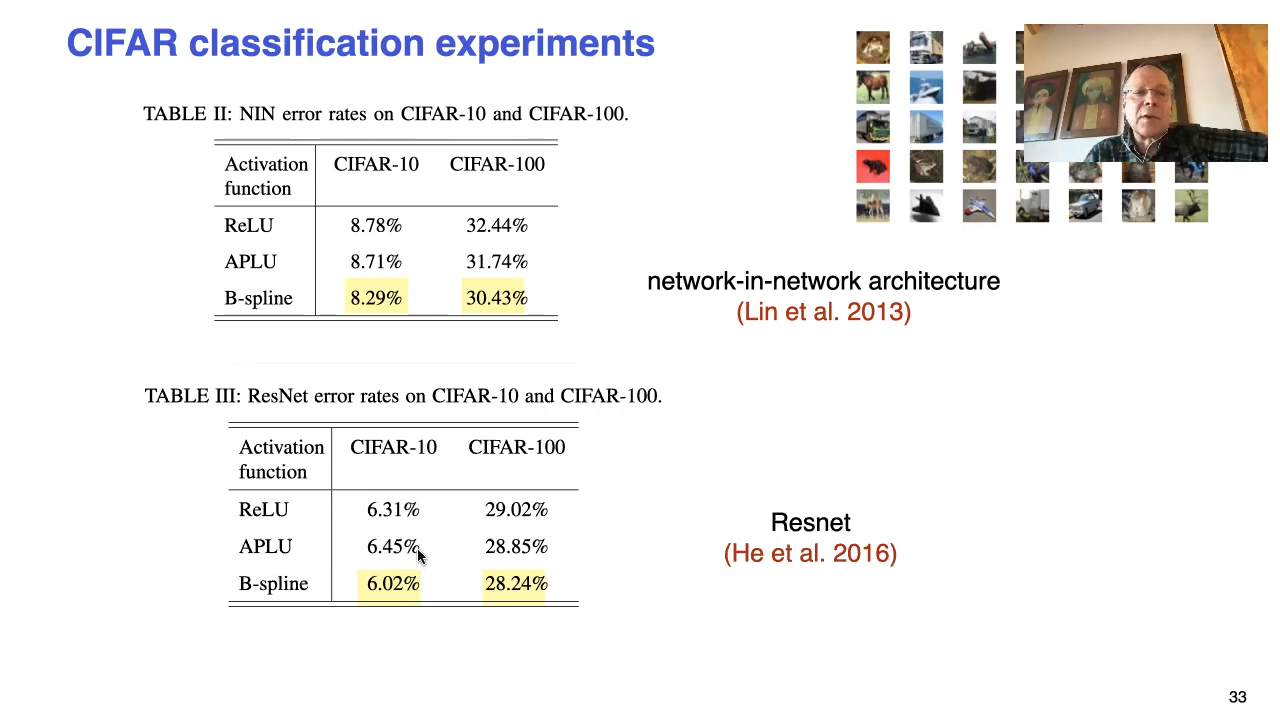 CIFAR classification experiments
TABLE II: NIN error rates on CIFAR-10 and CIFAR-100.
Activation function CIFAR-10 CIFAR-100
ReLU 8.78% 32.44%
APLU 8.71% 31.74%
B-spline 8.29% 30.43%
network-in-network architecture
(Lin et al. 2013)
TABLE III: ResNet error rates on CIFAR-10 and CIFAR-100.
Activation function CIFAR-10 CIFAR-100
ReLU 6.31% 29.02%
APLU 6.45% 28.85%
B-spline 6.02% 28.24%
Resnet
(He et al. 2016)
33